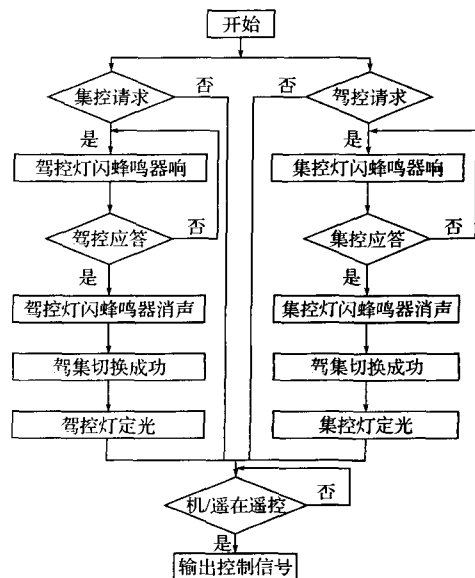 开始
集控请求
否
否
驾控请求
是
是
驾控灯闪蜂鸣器响
集控灯闪蜂鸣器响
驾控应答
否
集控应答
否
是
是
驾控灯闪蜂鸣器消声
集控灯闪蜂鸣器消声
驾集切换成功
驾集切换成功
驾控灯定光
集控灯定光
机/遥在遥控
否
是
输出控制信号